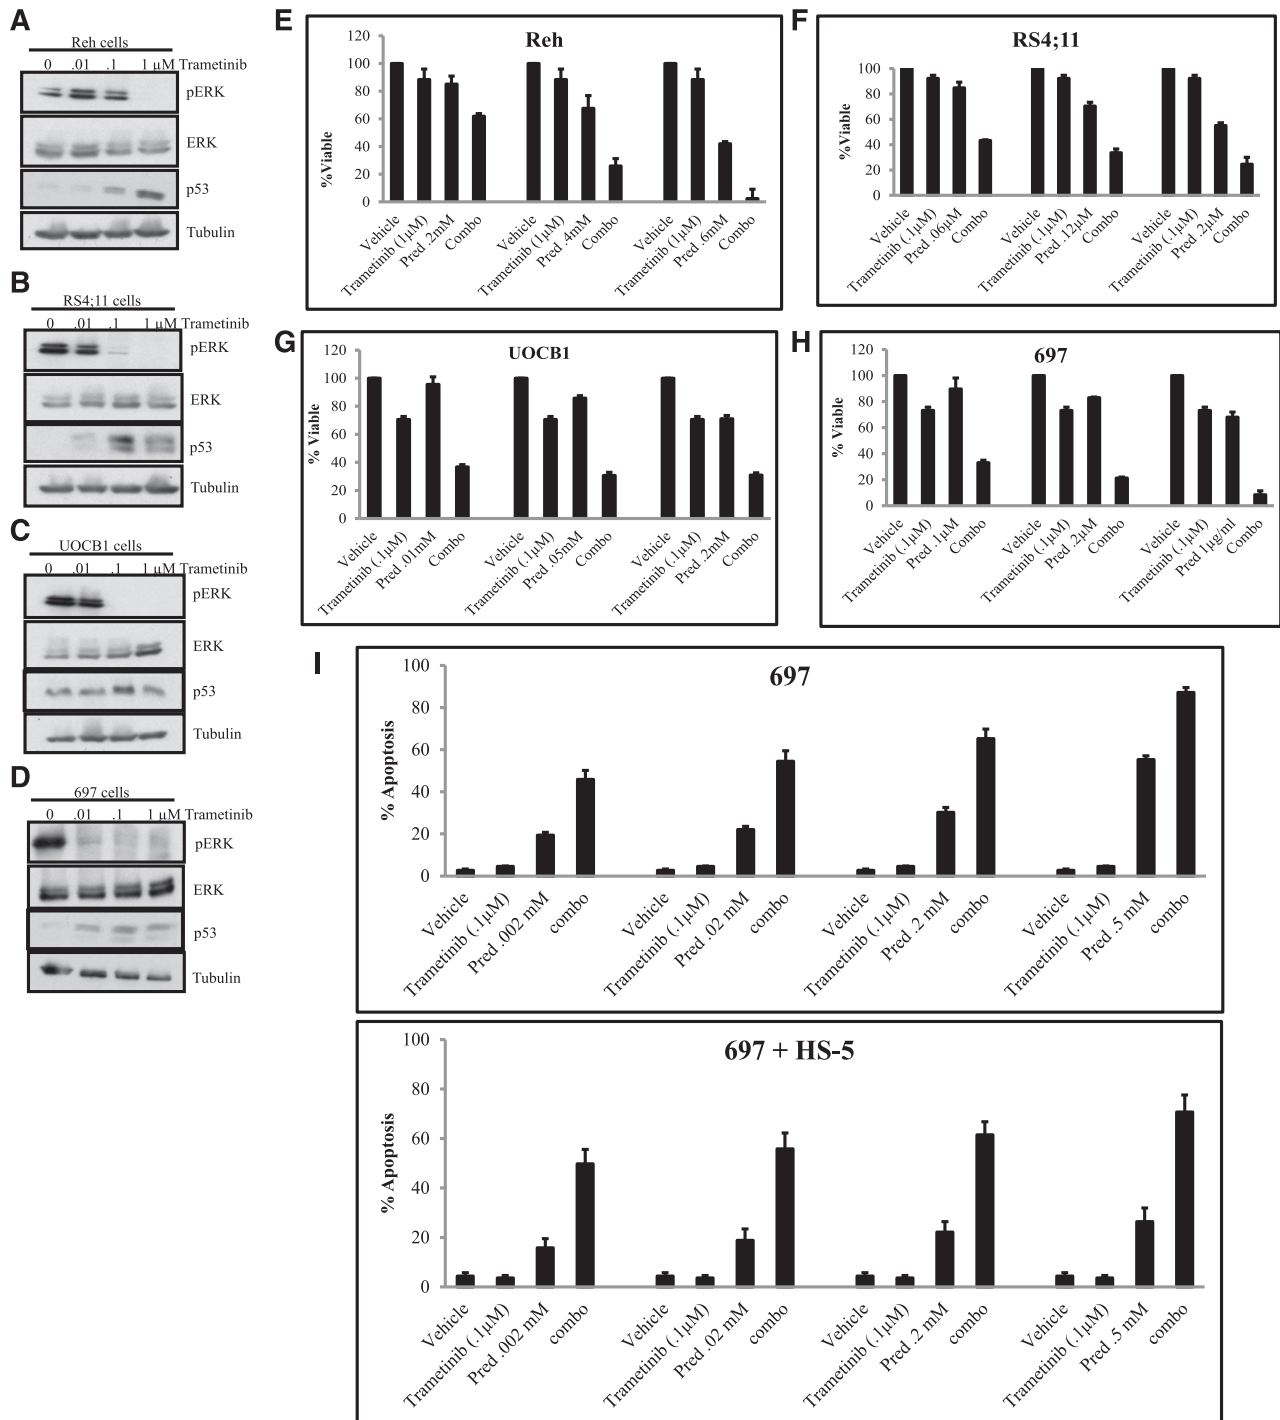 A
Reh cells
0 .01 .1 1 µM Trametinib
pERK
ERK
p53
Tubulin
B
RS4;11 cells
0 .01 .1 1 µM Trametinib
pERK
ERK
p53
Tubulin
C
UOCB1 cells
0 .01 .1 1 µM Trametinib
pERK
ERK
p53
Tubulin
D
697 cells
0 .01 .1 1 µM Trametinib
pERK
ERK
p53
Tubulin
E
Reh
%Viable
120
100
80
60
40
20
0
Vehicle
Trametinib (1µM)
Pred .2mM
Combo
Vehicle
Trametinib (1µM)
Pred .4mM
Combo
Vehicle
Trametinib (1µM)
Pred .6mM
Combo
F
RS4;11
%Viable
100
80
60
40
20
0
Vehicle
Trametinib (.1µM)
Pred .06µM
Combo
Vehicle
Trametinib (.1µM)
Pred .12µM
Combo
Vehicle
Trametinib (.1µM)
Pred .2µM
Combo
G
UOCB1
% Viable
120
100
80
60
40
20
0
Vehicle
Trametinib (.1µM)
Pred .01mM
Combo
Vehicle
Trametinib (.1µM)
Pred .05mM
Combo
Vehicle
Trametinib (.1µM)
Pred .2mM
Combo
H
697
% Viable
120
100
80
60
40
20
0
Vehicle
Trametinib (.1µM)
Pred .1µM
Combo
Vehicle
Trametinib (.1µM)
Pred .2µM
Combo
Vehicle
Trametinib (.1µM)
Pred 1µg/ml
Combo
I
697
% Apoptosis
100
80
60
40
20
0
Vehicle
Trametinib (.1µM)
Pred .002 mM
combo
Vehicle
Trametinib (.1µM)
Pred .02 mM
combo
Vehicle
Trametinib (.1µM)
Pred .2 mM
combo
Vehicle
Trametinib (.1µM)
Pred .5 mM
combo
697 + HS-5
% Apoptosis
100
80
60
40
20
0
Vehicle
Trametinib (.1µM)
Pred .002 mM
combo
Vehicle
Trametinib (.1µM)
Pred .02 mM
combo
Vehicle
Trametinib (.1µM)
Pred .2 mM
combo
Vehicle
Trametinib (.1µM)
Pred .5 mM
combo